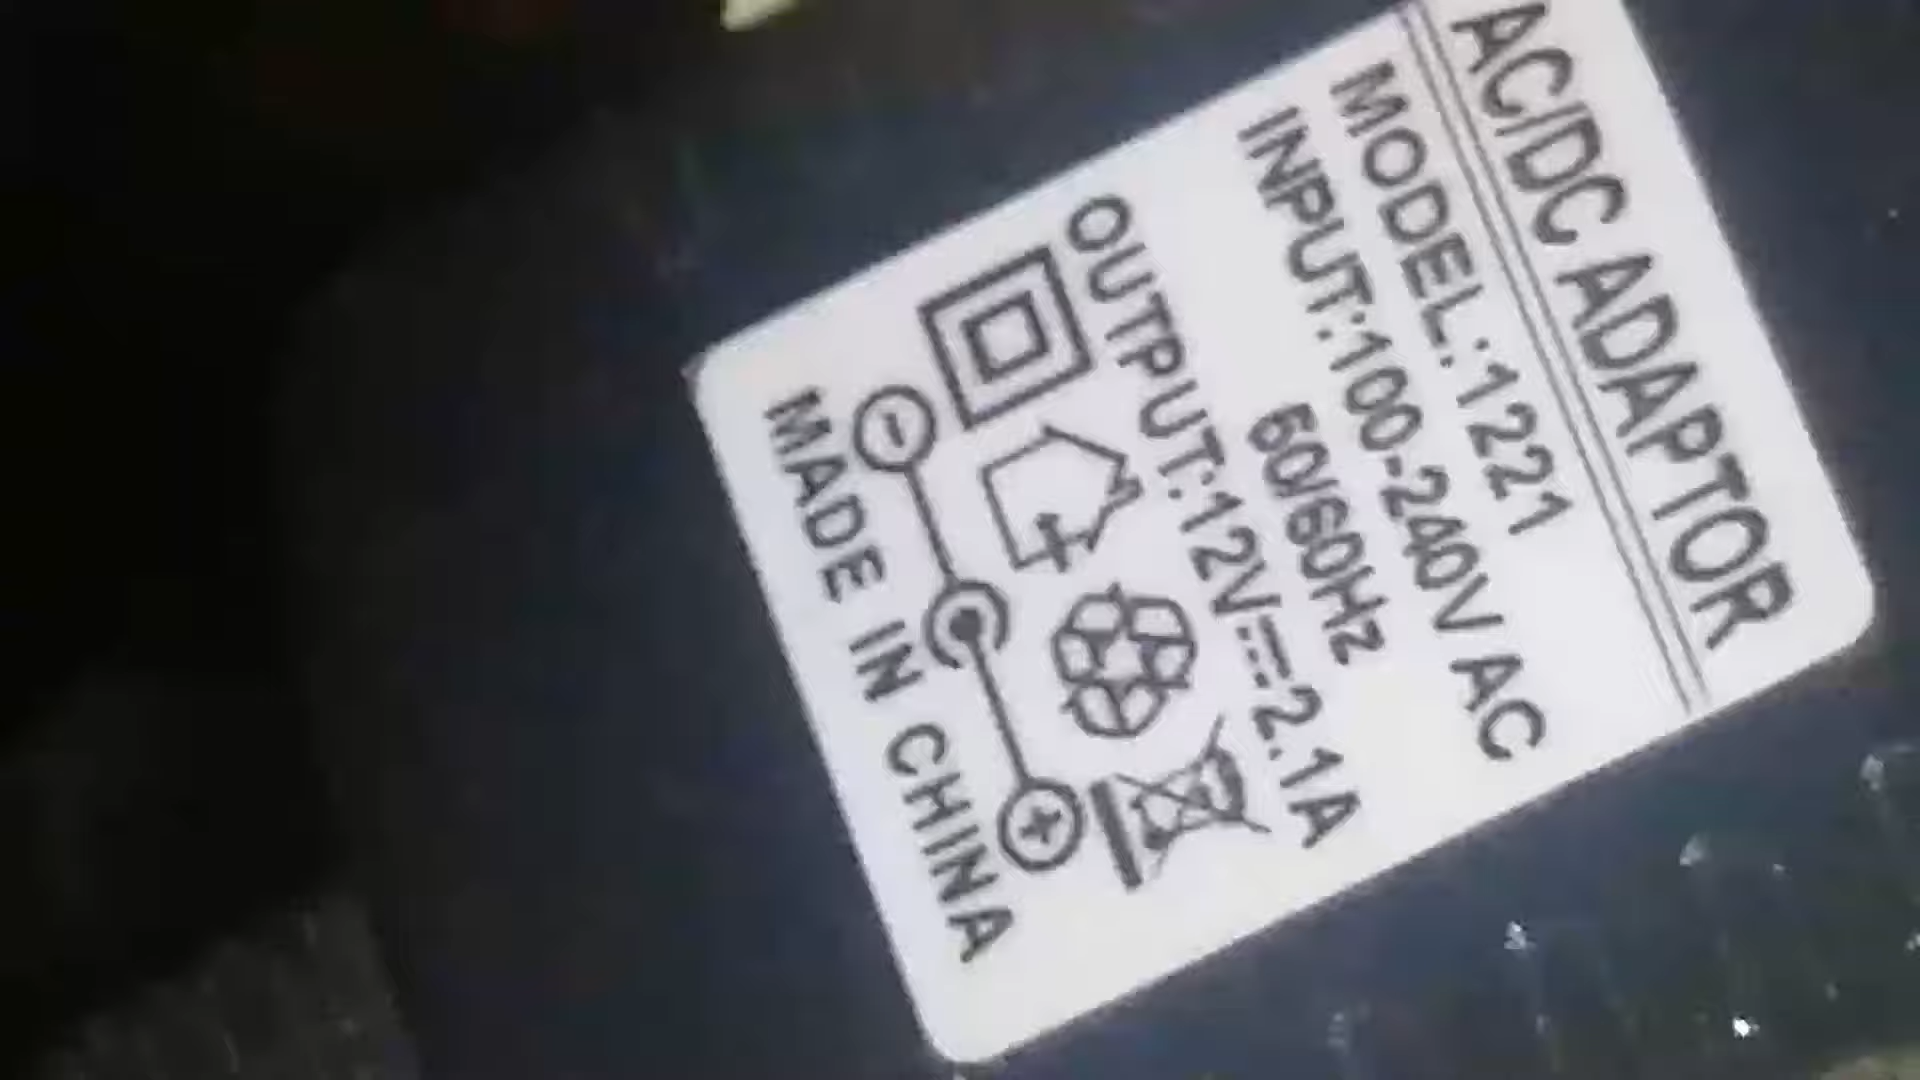 AC/DC ADAPTOR
MODEL:1221
INPUT:100-240V AC
60/60Hz
OUTPUT:12V⎓2.1A
MADE IN CHINA